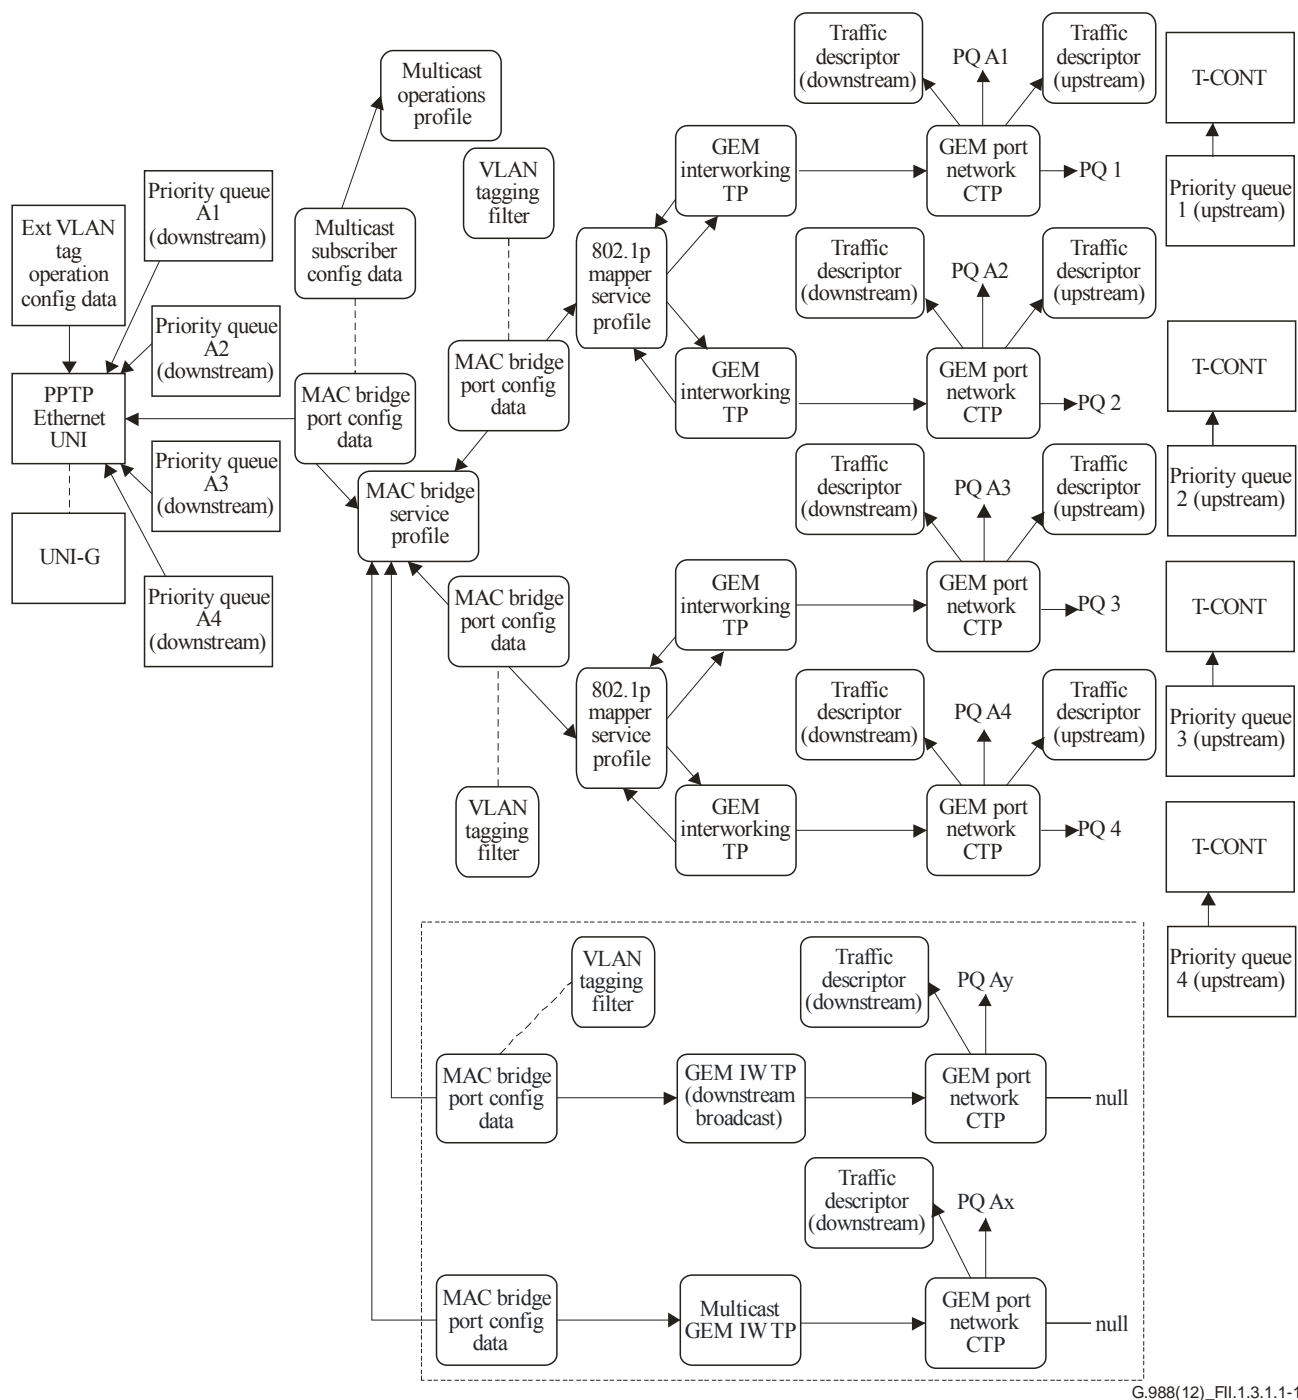 Traffic
descriptor
(downstream)
PQ A1
Traffic
descriptor
(upstream)
T-CONT
Multicast
operations
profile
VLAN
tagging
filter
GEM
interworking
TP
GEM port
network
CTP
PQ 1
Priority queue
1 (upstream)
Ext VLAN
tag
operation
config data
Priority queue
A1
(downstream)
Multicast
subscriber
config data
802.1p
mapper
service
profile
Traffic
descriptor
(downstream)
PQ A2
Traffic
descriptor
(upstream)
Priority queue
A2
(downstream)
T-CONT
PPTP
Ethernet
UNI
MAC bridge
port config
data
MAC bridge
port config
data
GEM
interworking
TP
GEM port
network
CTP
PQ 2
Priority queue
A3
(downstream)
MAC bridge
service
profile
Traffic
descriptor
(downstream)
PQ A3
Traffic
descriptor
(upstream)
Priority queue
2 (upstream)
UNI-G
Priority queue
A4
(downstream)
MAC bridge
port config
data
GEM
interworking
TP
GEM port
network
CTP
PQ 3
T-CONT
802.1p
mapper
service
profile
Traffic
descriptor
(downstream)
PQ A4
Traffic
descriptor
(upstream)
Priority queue
3 (upstream)
VLAN
tagging
filter
GEM
interworking
TP
GEM port
network
CTP
PQ 4
T-CONT
VLAN
tagging
filter
Traffic
descriptor
(downstream)
PQ Ay
Priority queue
4 (upstream)
MAC bridge
port config
data
GEM IW TP
(downstream
broadcast)
GEM port
network
CTP
null
Traffic
descriptor
(downstream)
PQ Ax
MAC bridge
port config
data
Multicast
GEM IW TP
GEM port
network
CTP
null
G.988(12)_FII.1.3.1.1-1